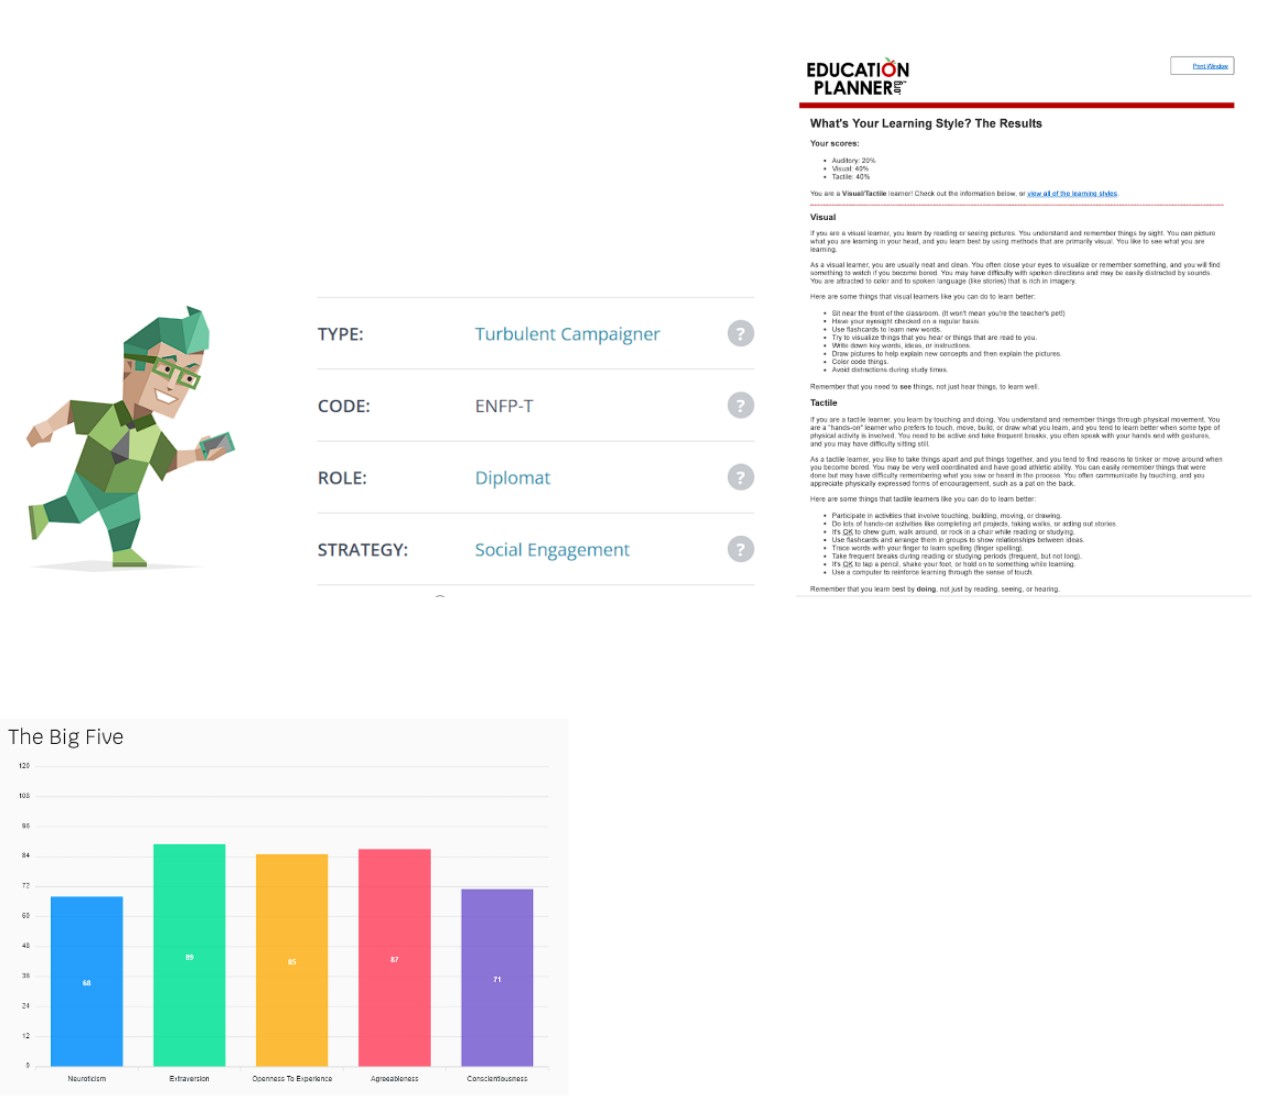 TYPE:
Turbulent Campaigner
?
CODE:
ENFP-T
?
ROLE:
Diplomat
?
STRATEGY:
Social Engagement
?
EDUCATION
PLANNER
.org
Print Window
What's Your Learning Style? The Results
Your scores:
• Auditory: 20%
• Visual: 40%
• Tactile: 40%
You are a Visual/Tactile learner! Check out the information below, or view all of the learning styles.
Visual
If you are a visual learner, you learn by reading or seeing pictures. You understand and remember things by sight. You can picture
what you are learning in your head, and you learn best by using methods that are primarily visual. You like to see what you are
learning.
As a visual learner, you are usually neat and clean. You often close your eyes to visualize or remember something, and you will find
something to watch if you become bored. You may have difficulty with spoken directions and may be easily distracted by sounds.
You are attracted to color and to spoken language (like stories) that is rich in imagery.
Here are some things that visual learners like you can do to learn better:
• Sit near the front of the classroom. (It won't mean you're the teacher's pet!)
• Have your eyesight checked on a regular basis.
• Use flashcards to learn new words.
• Try to visualize things that you hear or things that are read to you.
• Write down key words, ideas, or instructions.
• Draw pictures to help explain new concepts and then explain the pictures.
• Color code things.
• Avoid distractions during study times.
Remember that you need to see things, not just hear things, to learn well.
Tactile
If you are a tactile learner, you learn by touching and doing. You understand and remember things through physical movement. You
are a "hands-on" learner who prefers to touch, move, build, or draw what you learn, and you tend to learn better when some type of
physical activity is involved. You need to be active and take frequent breaks, you often speak with your hands and with gestures,
and you may have difficulty sitting still.
As a tactile learner, you like to take things apart and put things together, and you tend to find reasons to tinker or move around when
you become bored. You may be very well coordinated and have good athletic ability. You can easily remember things that were
done but may have difficulty remembering what you saw or heard in the process. You often communicate by touching, and you
appreciate physically expressed forms of encouragement, such as a pat on the back.
Here are some things that tactile learners like you can do to learn better:
• Participate in activities that involve touching, building, moving, or drawing.
• Do lots of hands-on activities like completing art projects, taking walks, or acting out stories.
• It's OK to chew gum, walk around, or rock in a chair while reading or studying.
• Use flashcards and arrange them in groups to show relationships between ideas.
• Trace words with your finger to learn spelling (finger spelling).
• Take frequent breaks during reading or studying periods (frequent, but not long).
• It's OK to tap a pencil, shake your foot, or hold on to something while learning.
• Use a computer to reinforce learning through the sense of touch.
Remember that you learn best by doing, not just by reading, seeing, or hearing.
The Big Five
120
108
96
84
72
60
48
36
24
12
0
68
89
85
87
71
Neuroticism
Extraversion
Openness To Experience
Agreeableness
Conscientiousness